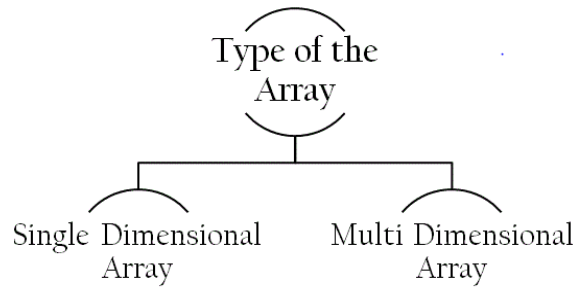 Type of the
Array
Single Dimensional
Array
Multi Dimensional
Array